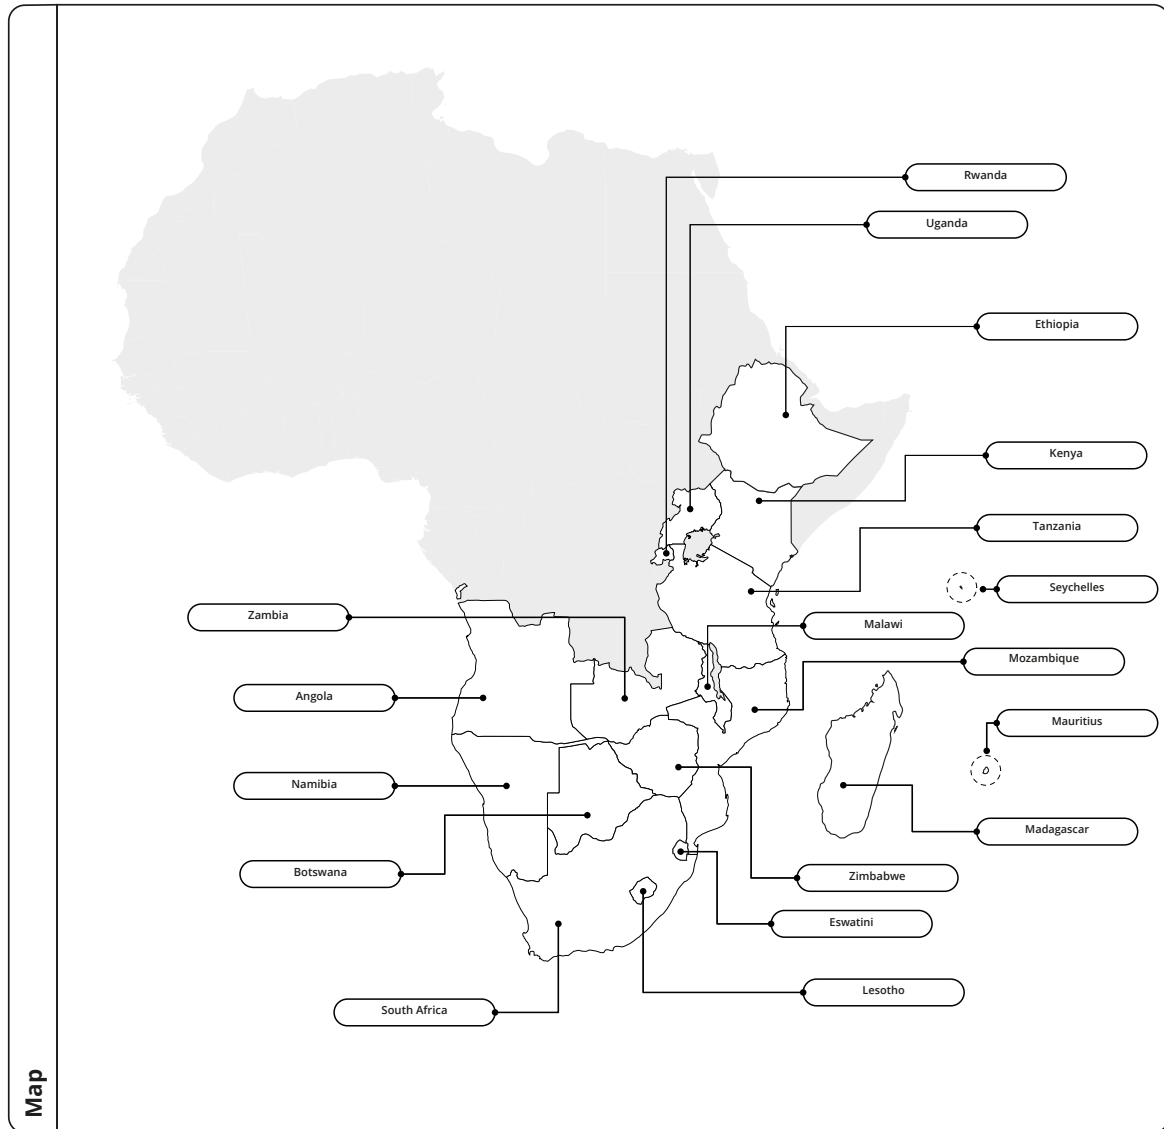 Rwanda
Uganda
Ethiopia
Kenya
Tanzania
Seychelles
Zambia
Malawi
Mozambique
Angola
Mauritius
Namibia
Madagascar
Botswana
Zimbabwe
Eswatini
Lesotho
South Africa
Map